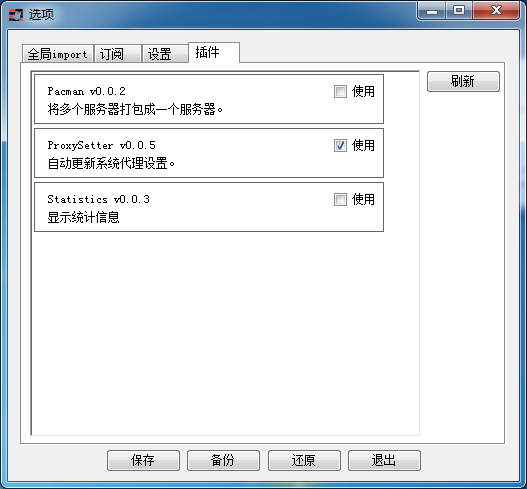 选项
全局import 订阅 设置 插件
刷新
Pacman v0.0.2 使用
将多个服务器打包成一个服务器。
ProxySetter v0.0.5 使用
自动更新系统代理设置。
Statistics v0.0.3 使用
显示统计信息
保存 备份 还原 退出